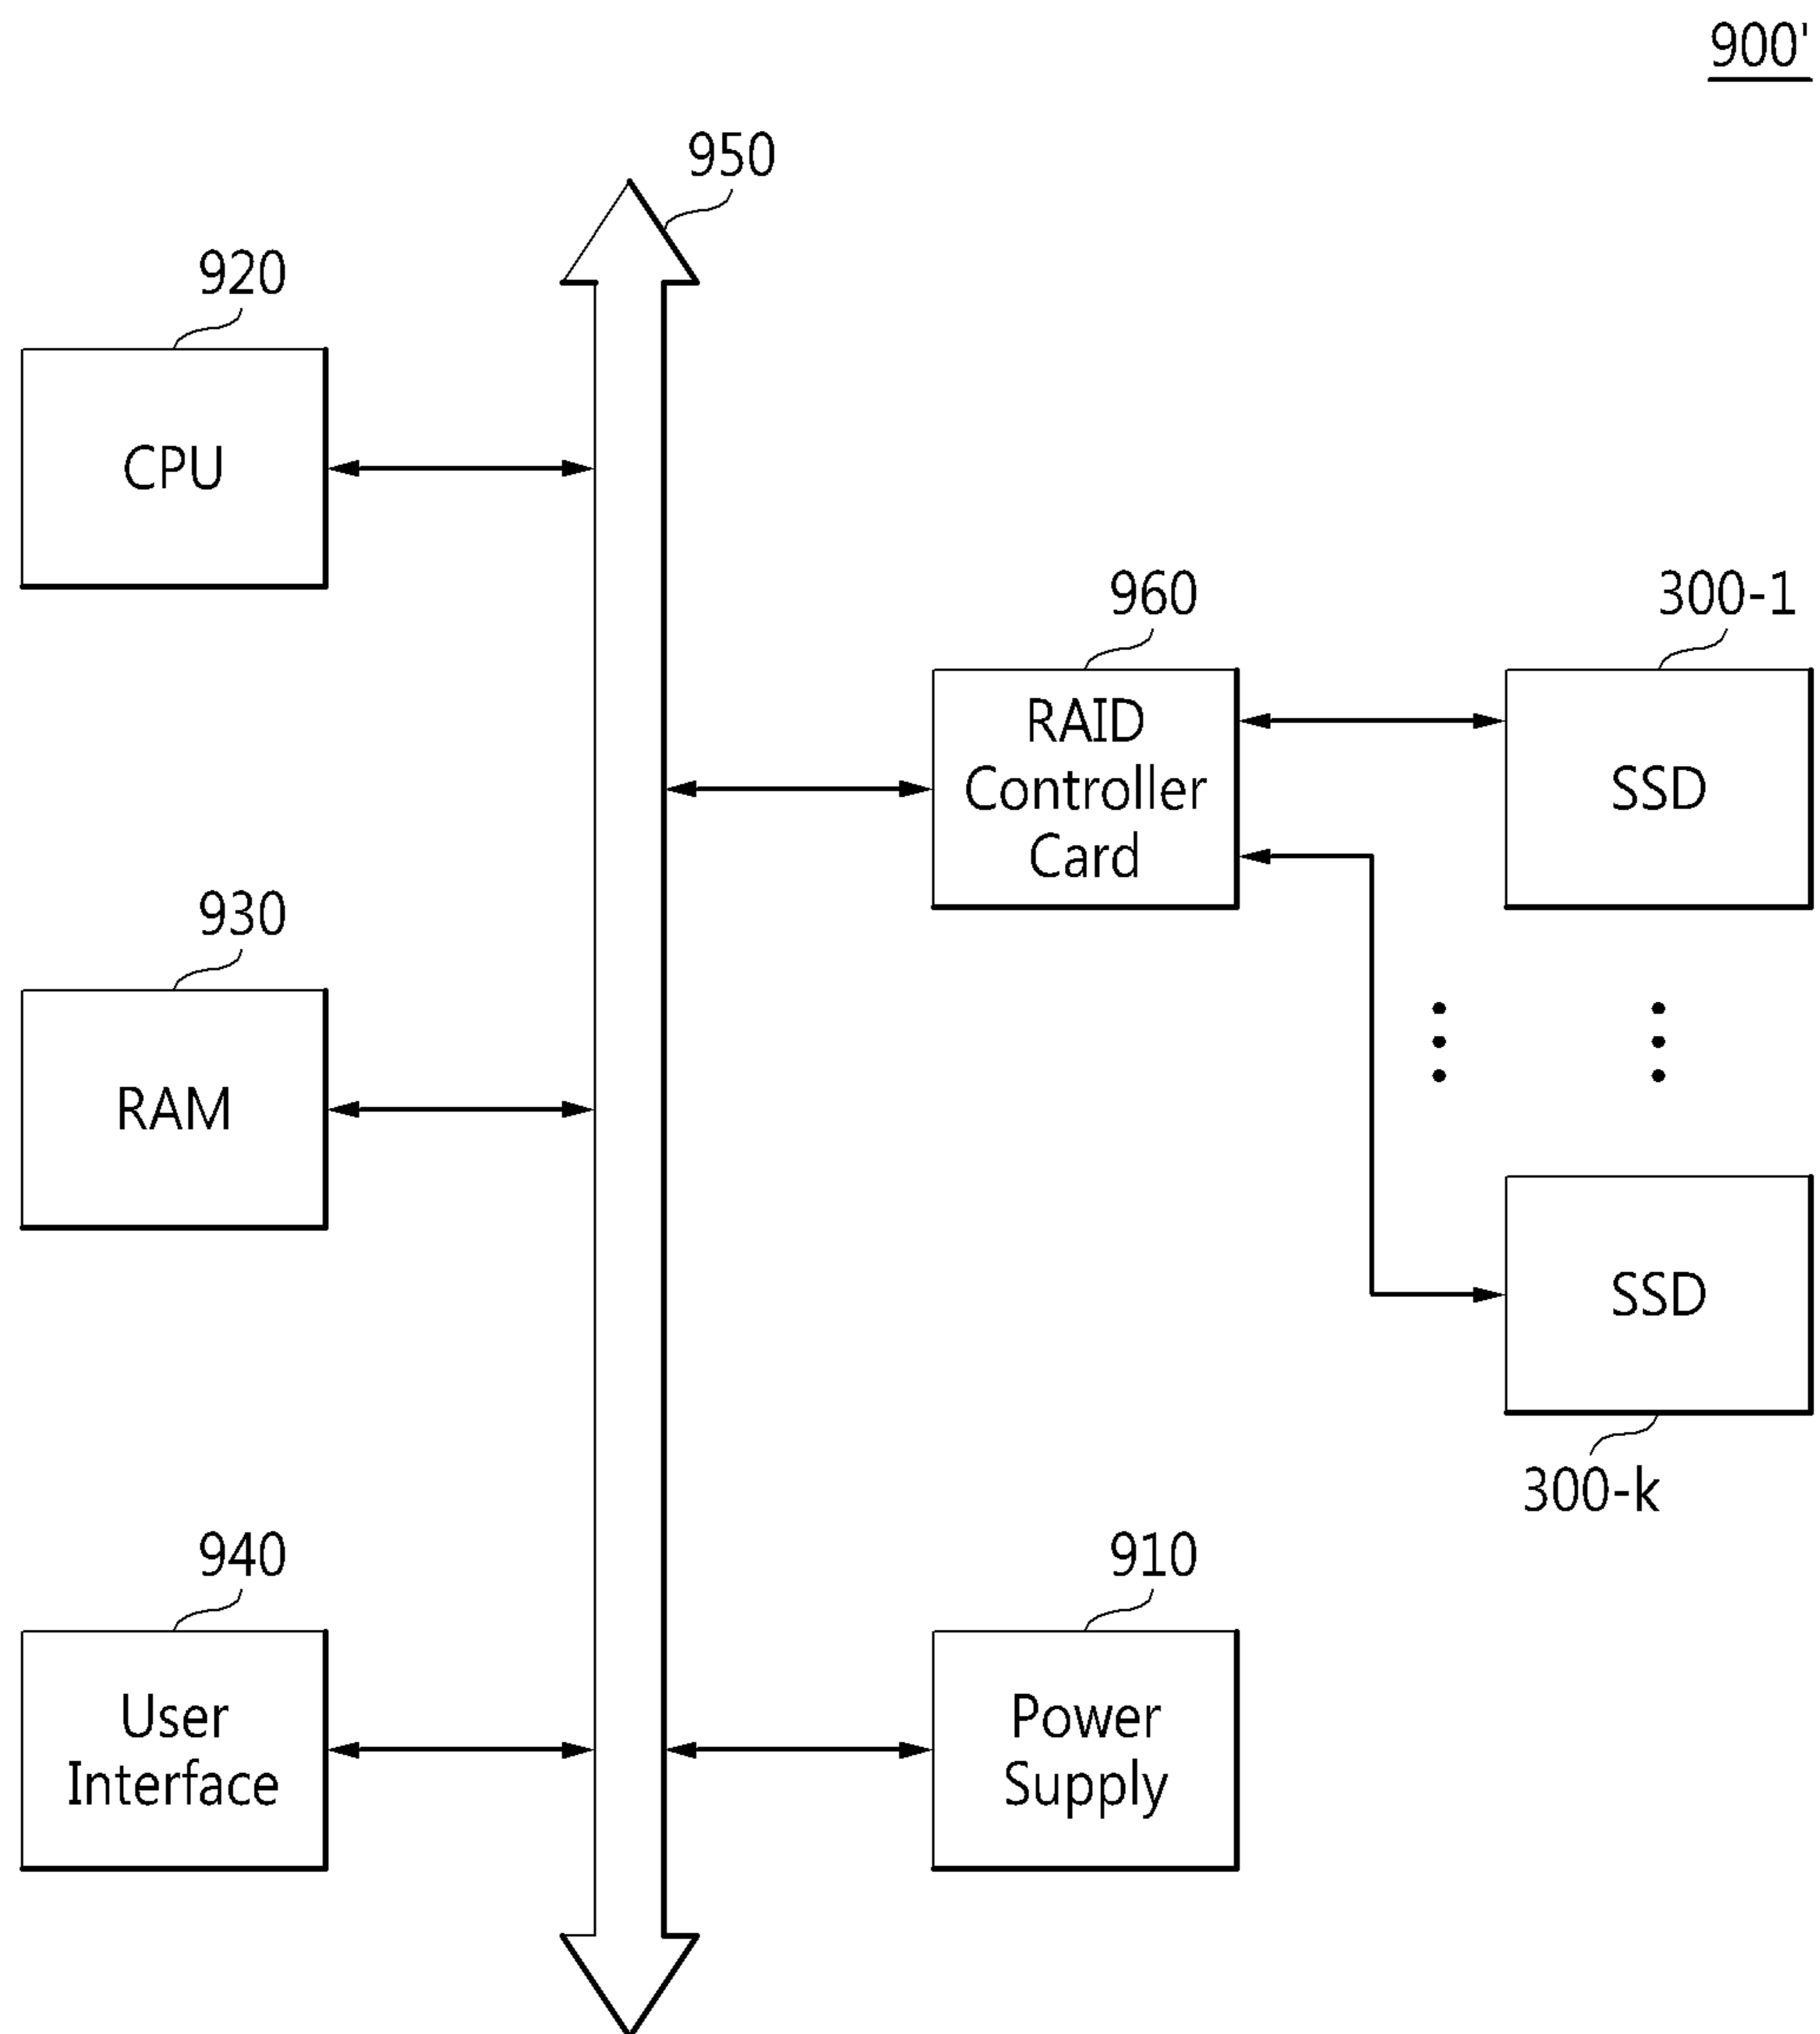 900'
950
920
CPU
960
300-1
RAID
Controller
Card
SSD
930
RAM
SSD
300-k
940
910
User
Interface
Power
Supply